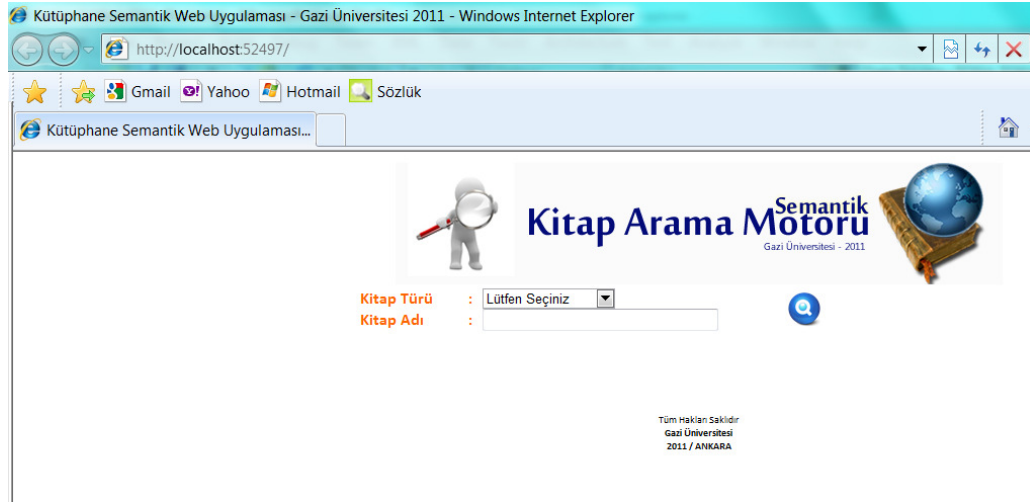 Kütüphane Semantik Web Uygulaması - Gazi Üniversitesi 2011 - Windows Internet Explorer
http://localhost:52497/
Gmail Yahoo Hotmail Sözlük
Kütüphane Semantik Web Uygulaması...
Semantik
Kitap Arama Motoru
Gazi Üniversitesi - 2011
Kitap Türü : Lütfen Seçiniz
Kitap Adı :
Tüm Hakları Saklıdır
Gazi Üniversitesi
2011 / ANKARA